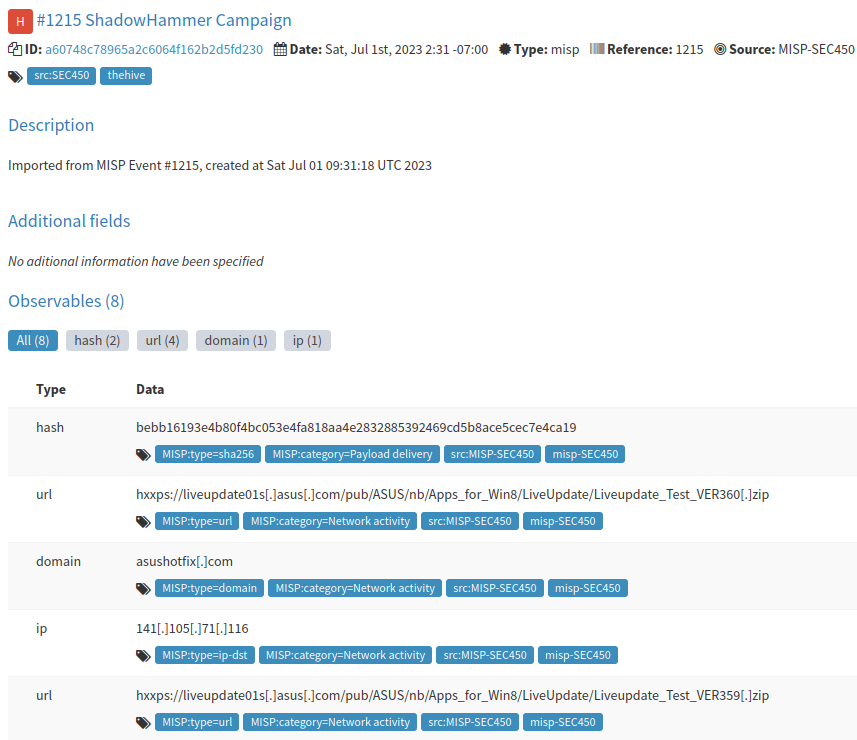 H #1215 ShadowHammer Campaign
ID: a60748c78965a2c6064f162b2d5fd230 Date: Sat, Jul 1st, 2023 2:31 -07:00 Type: misp Reference: 1215 Source: MISP-SEC450
src:SEC450 thehive
Description
Imported from MISP Event #1215, created at Sat Jul 01 09:31:18 UTC 2023
Additional fields
No aditional information have been specified
Observables (8)
All (8) hash (2) url (4) domain (1) ip (1)
Type Data
hash bebb16193e4b80f4bc053e4fa818aa4e2832885392469cd5b8ace5cec7e4ca19
MISP:type=sha256 MISP:category=Payload delivery src:MISP-SEC450 misp-SEC450
url hxxps://liveupdate01s[.]asus[.]com/pub/ASUS/nb/Apps_for_Win8/LiveUpdate/Liveupdate_Test_VER360[.]zip
MISP:type=url MISP:category=Network activity src:MISP-SEC450 misp-SEC450
domain asushotfix[.]com
MISP:type=domain MISP:category=Network activity src:MISP-SEC450 misp-SEC450
ip 141[.]105[.]71[.]116
MISP:type=ip-dst MISP:category=Network activity src:MISP-SEC450 misp-SEC450
url hxxps://liveupdate01s[.]asus[.]com/pub/ASUS/nb/Apps_for_Win8/LiveUpdate/Liveupdate_Test_VER359[.]zip
MISP:type=url MISP:category=Network activity src:MISP-SEC450 misp-SEC450